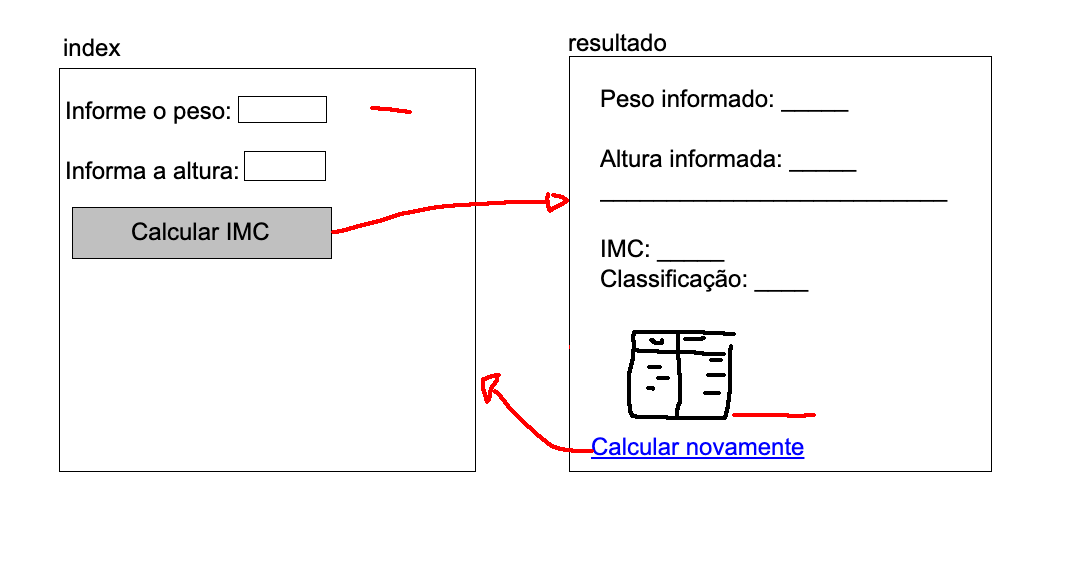 index
Informe o peso:
Informa a altura:
Calcular IMC
resultado
Peso informado: _____
Altura informada: _____
__________________________
IMC: _____
Classificação: ____
Calcular novamente